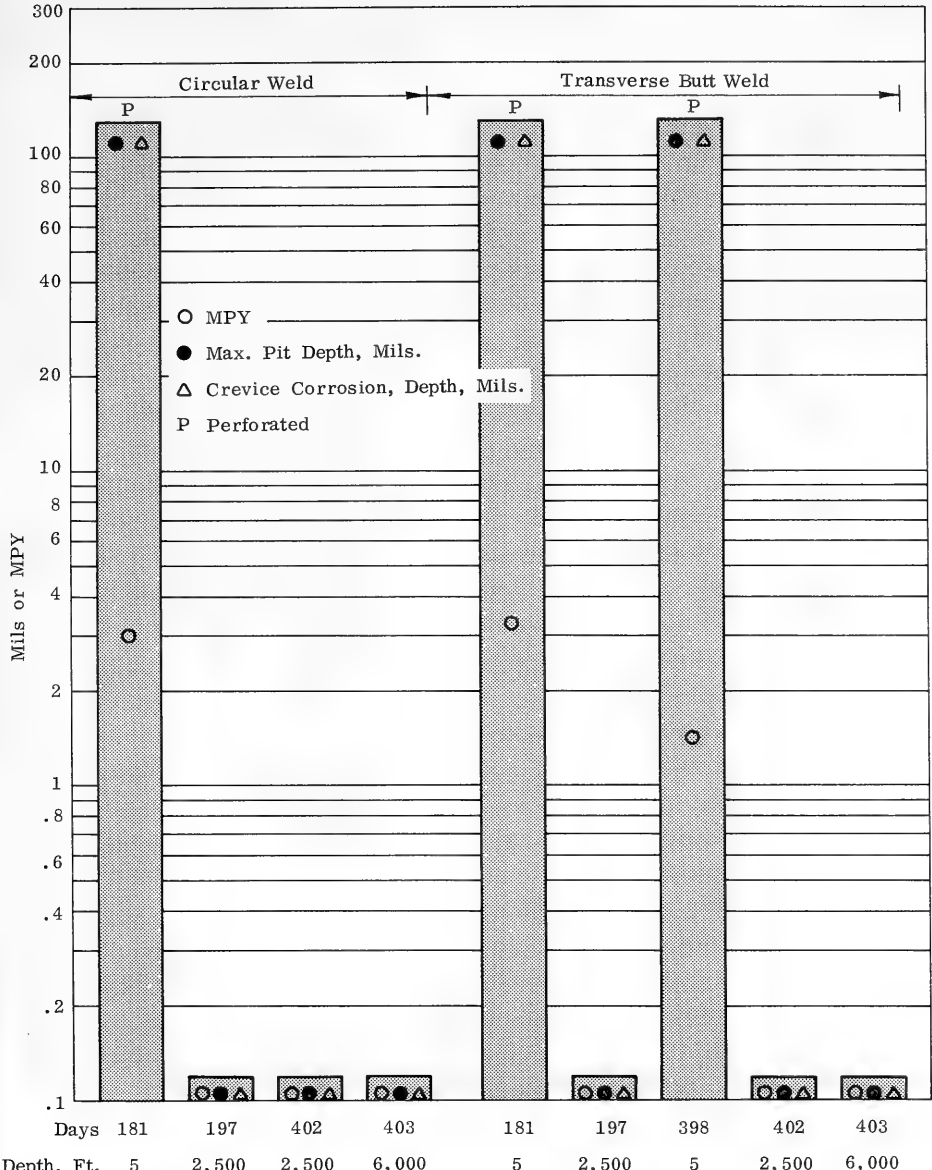 300
200
Circular Weld
Transverse Butt Weld
P
P
P
100
80
60
40
O MPY
● Max. Pit Depth, Mils.
△ Crevice Corrosion, Depth, Mils.
P Perforated
20
10
8
6
4
2
1
.8
.6
.4
.2
.1
Mils or MPY
Days 181 197 402 403 181 197 398 402 403
Depth, Ft. 5 2,500 2,500 6,000 5 2,500 5 2,500 6,000